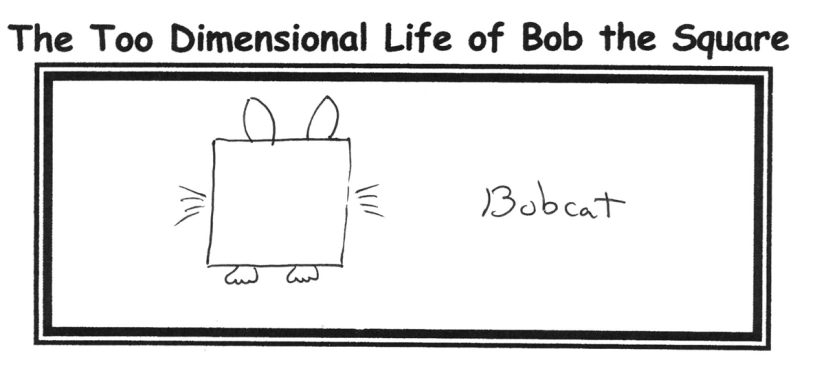 The Too Dimensional Life of Bob the Square
Bobcat